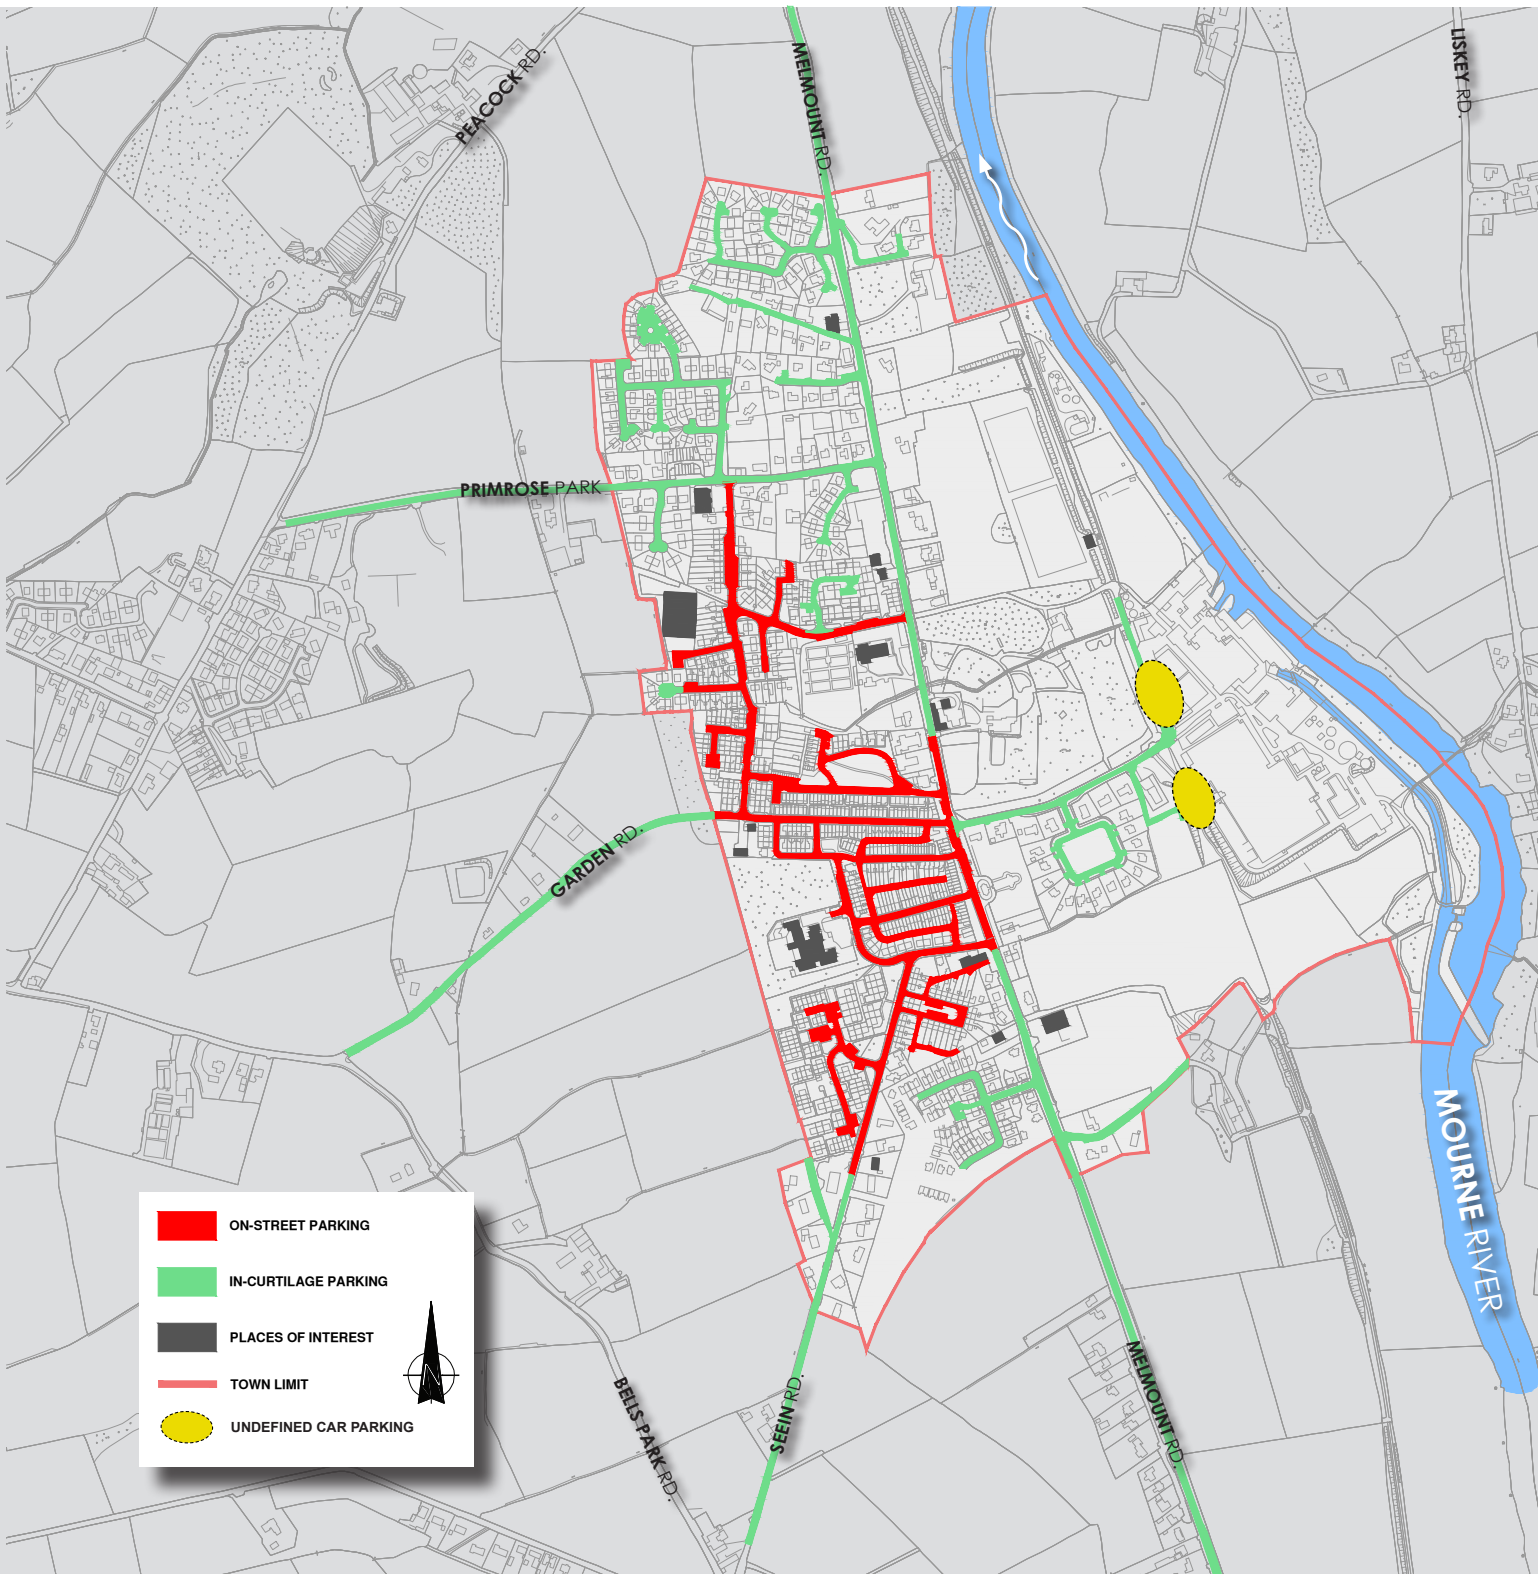 PEACOCK RD.
MELMOUNT RD.
LISKEY RD.
PRIMROSE PARK
GARDEN RD.
MOURNE RIVER
ON-STREET PARKING
IN-CURTILAGE PARKING
PLACES OF INTEREST
TOWN LIMIT
UNDEFINED CAR PARKING
N
BELLS PARK RD.
SEEIN RD.
MELMOUNT RD.